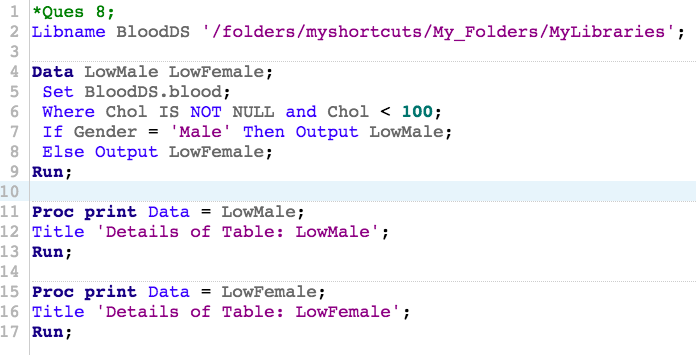 1 *Ques 8;
2 Libname BloodDS '/folders/myshortcuts/My_Folders/MyLibraries';
3
4 Data LowMale LowFemale;
5 Set BloodDS.blood;
6 Where Chol IS NOT NULL and Chol < 100;
7 If Gender = 'Male' Then Output LowMale;
8 Else Output LowFemale;
9 Run;
10
11 Proc print Data = LowMale;
12 Title 'Details of Table: LowMale';
13 Run;
14
15 Proc print Data = LowFemale;
16 Title 'Details of Table: LowFemale';
17 Run;